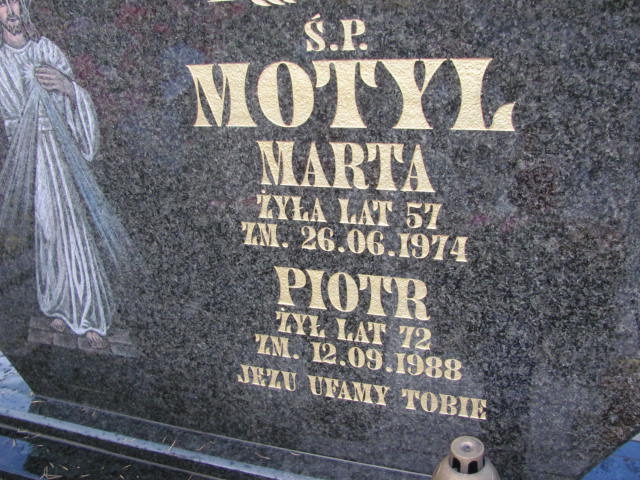 Ś.P.
MOTYL
MARTA
ŻYŁA LAT 57
ZM. 26.06.1974
PIOTR
ŻYŁ LAT 72
ZM. 12.09.1988
JEZU UFAMY TOBIE